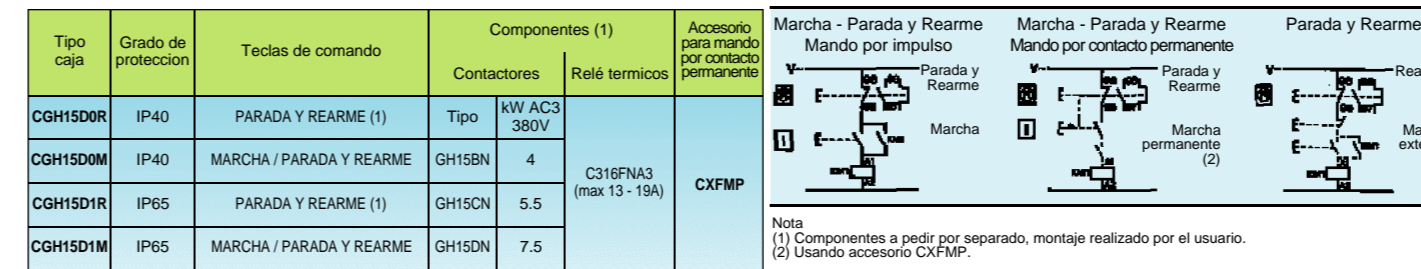 Tipo caja
Grado de proteccion
Teclas de comando
Componentes (1)
Contactores
Relé termicos
Accesorio para mando por contacto permanente
CGH15D0R IP40 PARADA Y REARME (1) Tipo kW AC3 380V
CGH15D0M IP40 MARCHA / PARADA Y REARME GH15BN 4
CGH15D1R IP65 PARADA Y REARME (1) GH15CN 5.5
CGH15D1M IP65 MARCHA / PARADA Y REARME GH15DN 7.5
C316FNA3
(max 13 - 19A)
CXFMP
Marcha - Parada y Rearme
Mando por impulso
Parada y
Rearme
Marcha
Marcha - Parada y Rearme
Mando por contacto permanente
Parada y
Rearme
Marcha
permanente
(2)
Parada y Rearme
Nota
(1) Componentes a pedir por separado, montaje realizado por el usuario.
(2) Usando accesorio CXFMP.